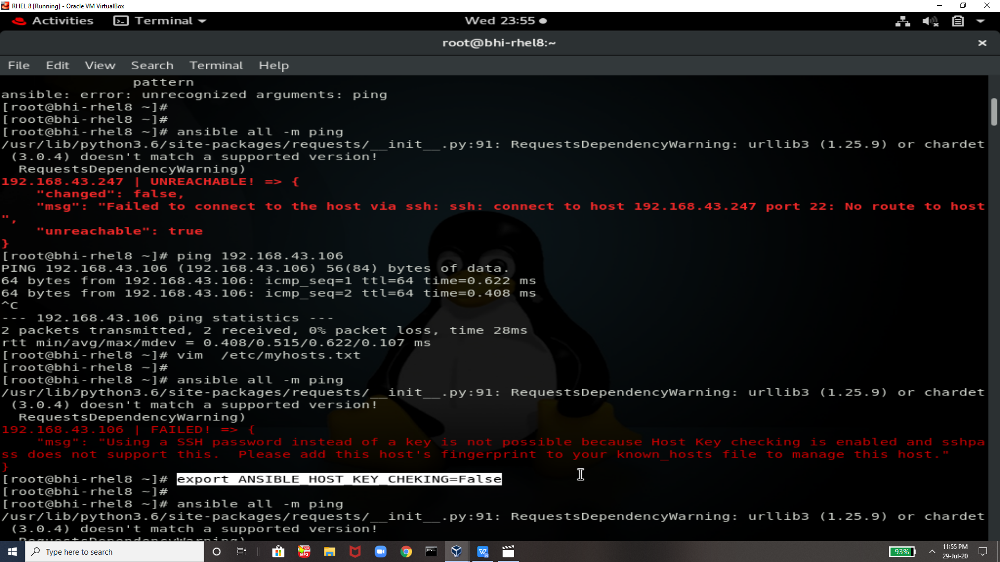 RHEL 8 [Running] - Oracle VM VirtualBox
Activities Terminal Wed 23:55
root@bhi-rhel8:~
File Edit View Search Terminal Help
pattern
ansible: error: unrecognized arguments: ping
[root@bhi-rhel8 ~]#
[root@bhi-rhel8 ~]#
[root@bhi-rhel8 ~]# ansible all -m ping
/usr/lib/python3.6/site-packages/requests/__init__.py:91: RequestsDependencyWarning: urllib3 (1.25.9) or chardet
(3.0.4) doesn't match a supported version!
RequestsDependencyWarning)
192.168.43.247 | UNREACHABLE! => {
"changed": false,
"msg": "Failed to connect to the host via ssh: ssh: connect to host 192.168.43.247 port 22: No route to host
",
"unreachable": true
}
[root@bhi-rhel8 ~]# ping 192.168.43.106
PING 192.168.43.106 (192.168.43.106) 56(84) bytes of data.
64 bytes from 192.168.43.106: icmp_seq=1 ttl=64 time=0.622 ms
64 bytes from 192.168.43.106: icmp_seq=2 ttl=64 time=0.408 ms
^C
--- 192.168.43.106 ping statistics ---
2 packets transmitted, 2 received, 0% packet loss, time 28ms
rtt min/avg/max/mdev = 0.408/0.515/0.622/0.107 ms
[root@bhi-rhel8 ~]# vim  /etc/myhosts.txt
[root@bhi-rhel8 ~]#
[root@bhi-rhel8 ~]# ansible all -m ping
/usr/lib/python3.6/site-packages/requests/__init__.py:91: RequestsDependencyWarning: urllib3 (1.25.9) or chardet
(3.0.4) doesn't match a supported version!
RequestsDependencyWarning)
192.168.43.106 | FAILED! => {
"msg": "Using a SSH password instead of a key is not possible because Host Key checking is enabled and sshpa
ss does not support this.  Please add this host's fingerprint to your known_hosts file to manage this host."
}
[root@bhi-rhel8 ~]# export ANSIBLE_HOST_KEY_CHEKING=False
[root@bhi-rhel8 ~]#
[root@bhi-rhel8 ~]# ansible all -m ping
/usr/lib/python3.6/site-packages/requests/__init__.py:91: RequestsDependencyWarning: urllib3 (1.25.9) or chardet
(3.0.4) doesn't match a supported version!
RequestsDependencyWarning)
Type here to search
MP3
93%
11:55 PM
29-Jul-20